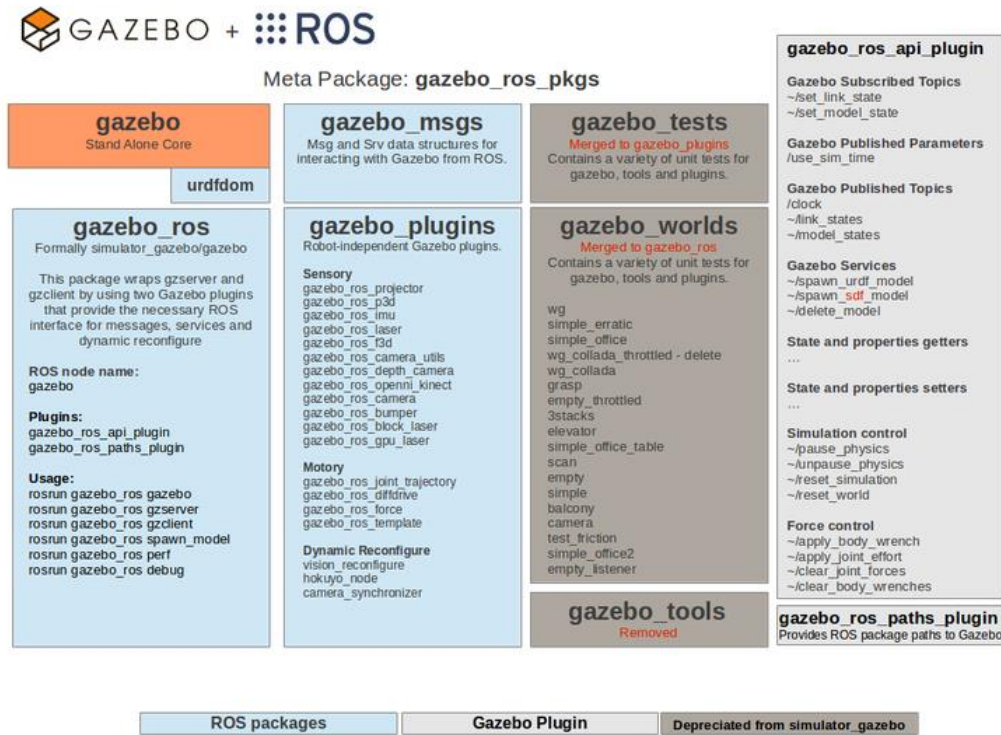 GAZEBO + ROS
Meta Package: gazebo_ros_pkgs
gazebo
Stand Alone Core
urdfdom
gazebo_ros
Formally simulator_gazebo/gazebo
This package wraps gzserver and
gzclient by using two Gazebo plugins
that provide the necessary ROS
interface for messages, services and
dynamic reconfigure
ROS node name:
gazebo
Plugins:
gazebo_ros_api_plugin
gazebo_ros_paths_plugin
Usage:
rosrun gazebo_ros gazebo
rosrun gazebo_ros gzserver
rosrun gazebo_ros gzclient
rosrun gazebo_ros spawn_model
rosrun gazebo_ros perf
rosrun gazebo_ros debug
gazebo_msgs
Msg and Srv data structures for
interacting with Gazebo from ROS.
gazebo_plugins
Robot-independent Gazebo plugins.
Sensory
gazebo_ros_projector
gazebo_ros_p3d
gazebo_ros_imu
gazebo_ros_laser
gazebo_ros_f3d
gazebo_ros_camera_utils
gazebo_ros_depth_camera
gazebo_ros_openni_kinect
gazebo_ros_camera
gazebo_ros_bumper
gazebo_ros_block_laser
gazebo_ros_gpu_laser
Motory
gazebo_ros_joint_trajectory
gazebo_ros_diffdrive
gazebo_ros_force
gazebo_ros_template
Dynamic Reconfigure
vision_reconfigure
hokuyo_node
camera_synchronizer
gazebo_tests
Merged to gazebo_plugins
Contains a variety of unit tests for
gazebo, tools and plugins.
gazebo_worlds
Merged to gazebo_ros
Contains a variety of unit tests for
gazebo, tools and plugins.
wg
simple_erratic
simple_office
wg_collada_throttled - delete
wg_collada
grasp
empty_throttled
3stacks
elevator
simple_office_table
scan
empty
simple
balcony
camera
test_friction
simple_office2
empty_listener
gazebo_tools
Removed
gazebo_ros_api_plugin
Gazebo Subscribed Topics
~/set_link_state
~/set_model_state
Gazebo Published Parameters
/use_sim_time
Gazebo Published Topics
/clock
~/link_states
~/model_states
Gazebo Services
~/spawn_urdf_model
~/spawn_sdf_model
~/delete_model
State and properties getters
...
State and properties setters
...
Simulation control
~/pause_physics
~/unpause_physics
~/reset_simulation
~/reset_world
Force control
~/apply_body_wrench
~/apply_joint_effort
~/clear_joint_forces
~/clear_body_wrenches
gazebo_ros_paths_plugin
Provides ROS package paths to Gazebo
ROS packages
Gazebo Plugin
Depreciated from simulator_gazebo